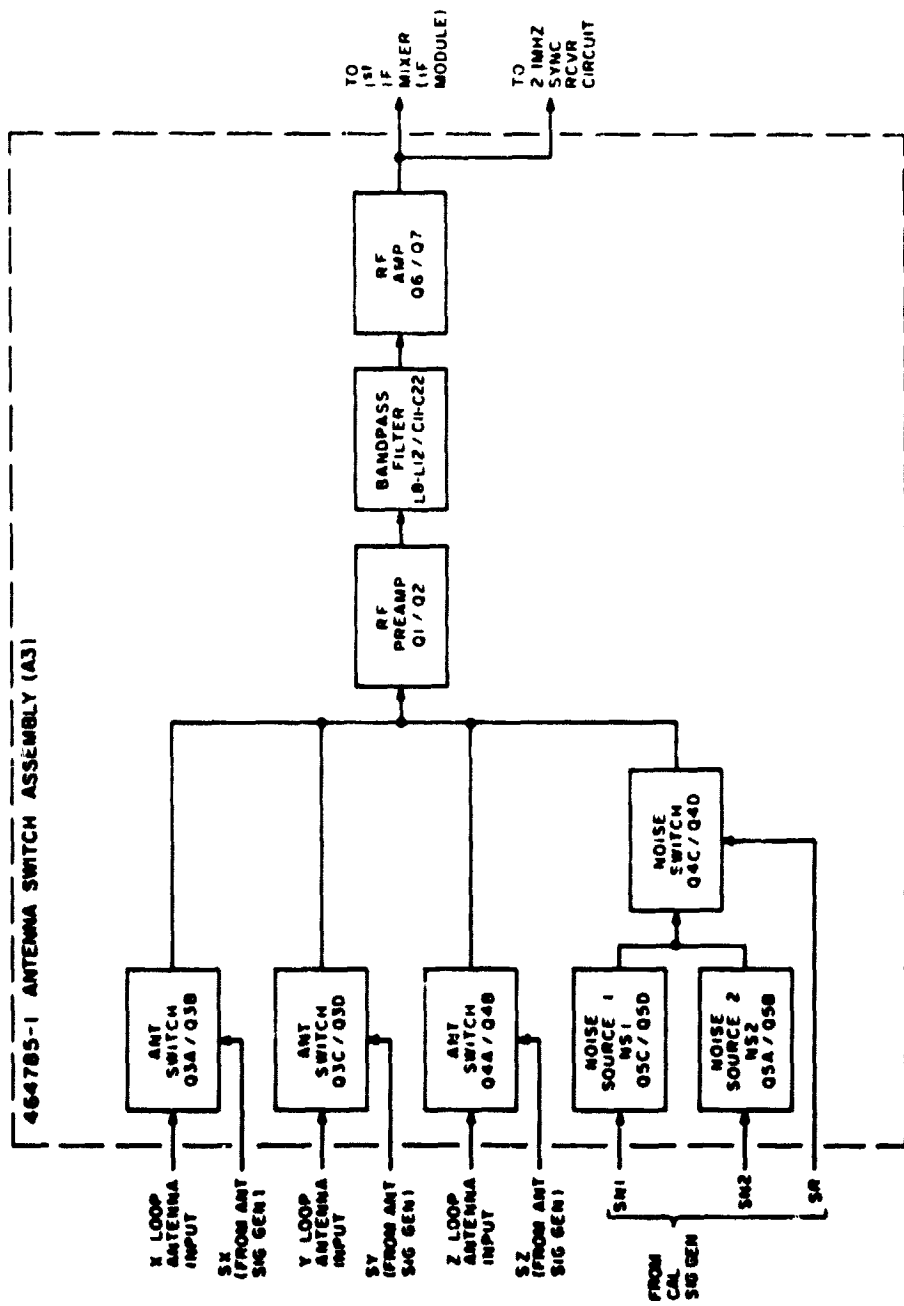 464785-1 ANTENNA SWITCH ASSEMBLY (A3)
X LOOP
ANTENNA
INPUT
SX
(FROM ANT
SIG GEN)
ANT
SWITCH
Q3A/Q3B
Y LOOP
ANTENNA
INPUT
SY
(FROM ANT
SIG GEN)
ANT
SWITCH
Q3C/Q3D
Z LOOP
ANTENNA
INPUT
SZ
(FROM ANT
SIG GEN)
ANT
SWITCH
Q4A/Q4B
FROM
CAL
SIG GEN
SN1
SN2
SR
NOISE
SOURCE 1
NS1
Q5C/Q5D
NOISE
SOURCE 2
NS2
Q5A/Q5B
NOISE
SWITCH
Q4C/Q4D
RF
PREAMP
Q1/Q2
BANDPASS
FILTER
L8-L12/C11-C22
RF
AMP
Q6/Q7
TO
1ST
IF
MIXER
(IF
MODULE)
TO
2 1MHZ
SYNC
RCVR
CIRCUIT